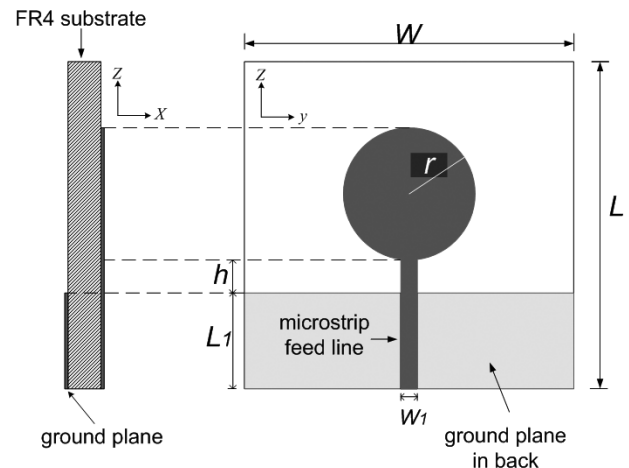 FR4 substrate
W
Z
X
Z
y
r
L
h
L1
microstrip
feed line
W1
ground plane
ground plane
in back